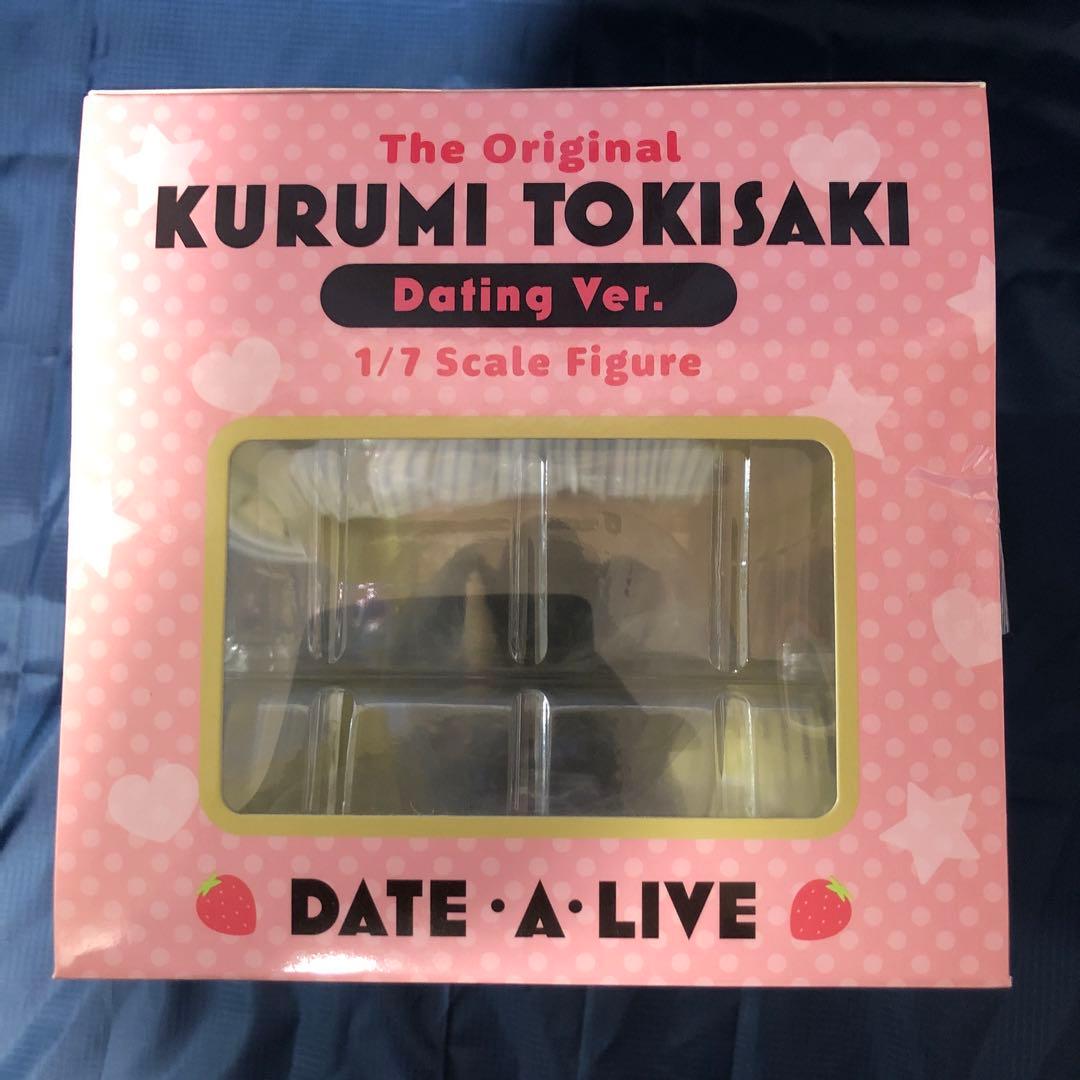 The Original
KURUMI TOKISAKI
Dating Ver.
1/7 Scale Figure
DATE・A・LIVE